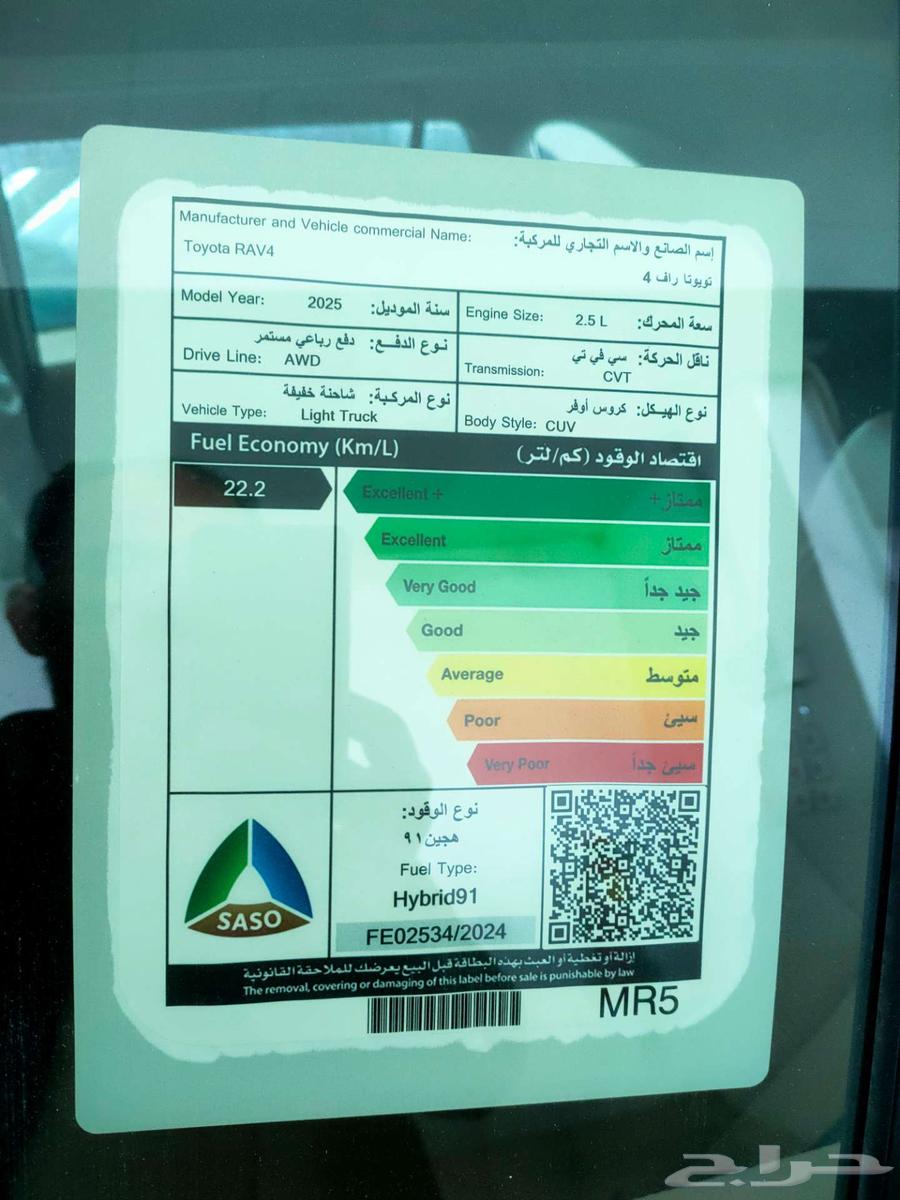 Manufacturer and Vehicle commercial Name:
إسم الصانع والاسم التجاري للمركبة:
Toyota RAV4
تويوتا راف 4
Model Year: 2025 سنة الموديل:
Engine Size: 2.5 L سعة المحرك:
نوع الدفع: دفع رباعي مستمر
Drive Line: AWD
ناقل الحركة: سي في تي
Transmission: CVT
نوع المركبة: شاحنة خفيفة
Vehicle Type: Light Truck
نوع الهيكل: كروس أوفر
Body Style: CUV
Fuel Economy (Km/L) اقتصاد الوقود (كم/لتر)
22.2
Excellent + ممتاز+
Excellent ممتاز
Very Good جيد جداً
Good جيد
Average متوسط
Poor سيئ
Very Poor سيئ جداً
SASO
نوع الوقود:
هجين٩١
Fuel Type:
Hybrid91
FE02534/2024
إزالة أو تغطية أو العبث بهذه البطاقة قبل البيع يعرضك للملاحقة القانونية
The removal, covering or damaging of this label before sale is punishable by law
MR5
حراج